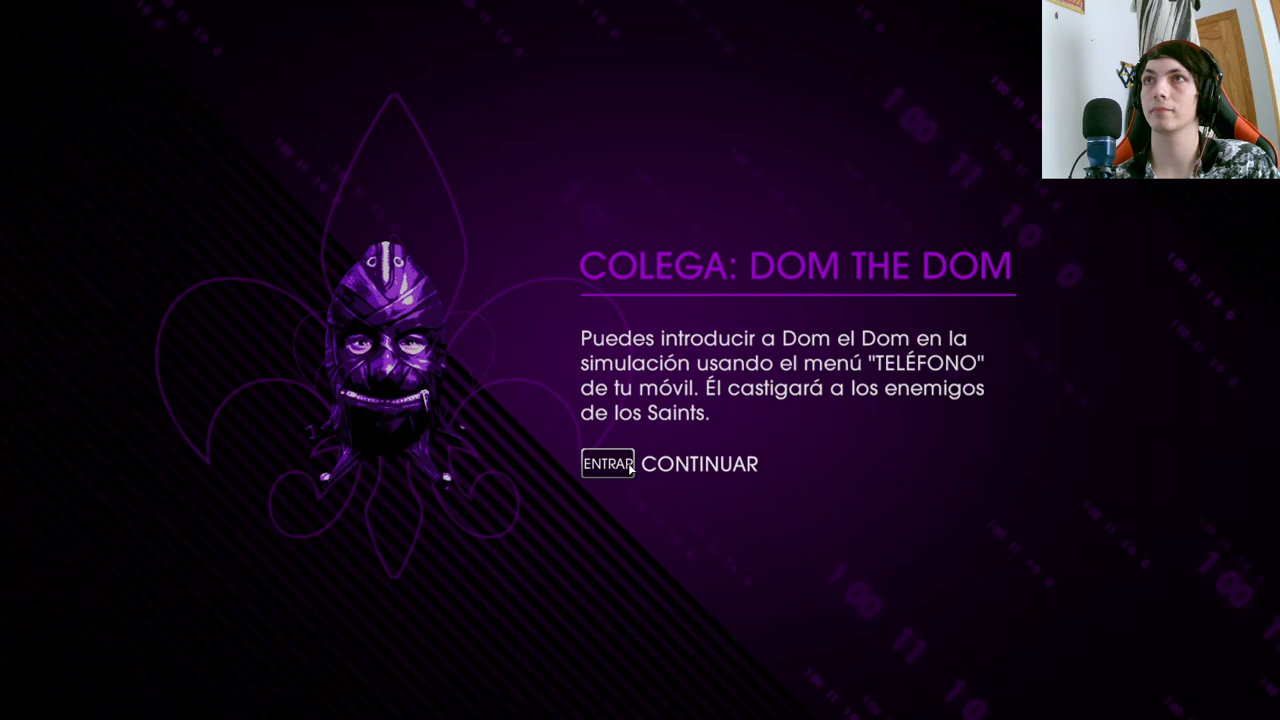 COLEGA: DOM THE DOM
Puedes introducir a Dom el Dom en la
simulación usando el menú "TELÉFONO"
de tu móvil. Él castigará a los enemigos
de los Saints.
ENTRAR CONTINUAR